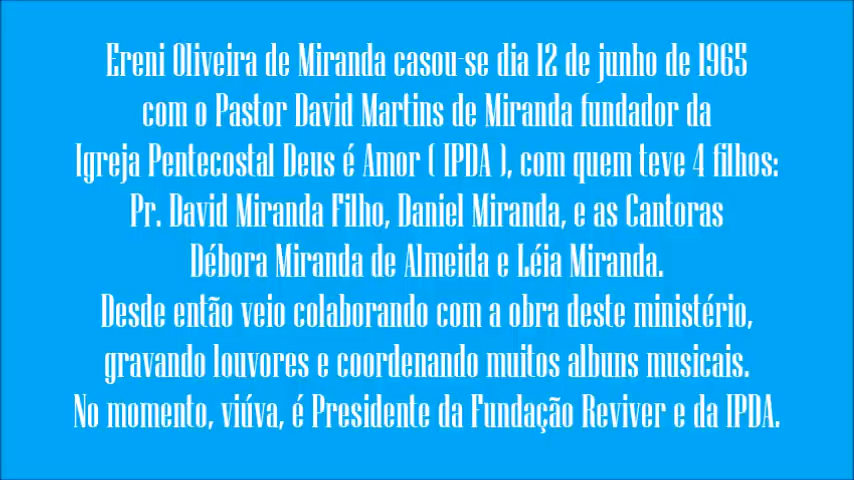 Ereni Oliveira de Miranda casou-se dia 12 de junho de 1965
com o Pastor David Martins de Miranda fundador da
Igreja Pentecostal Deus é Amor ( IPDA ), com quem teve 4 filhos:
Pr. David Miranda Filho, Daniel Miranda, e as Cantoras
Débora Miranda de Almeida e Léia Miranda.
Desde então veio colaborando com a obra deste ministério,
gravando louvores e coordenando muitos albuns musicais.
No momento, viúva, é Presidente da Fundação Reviver e da IPDA.